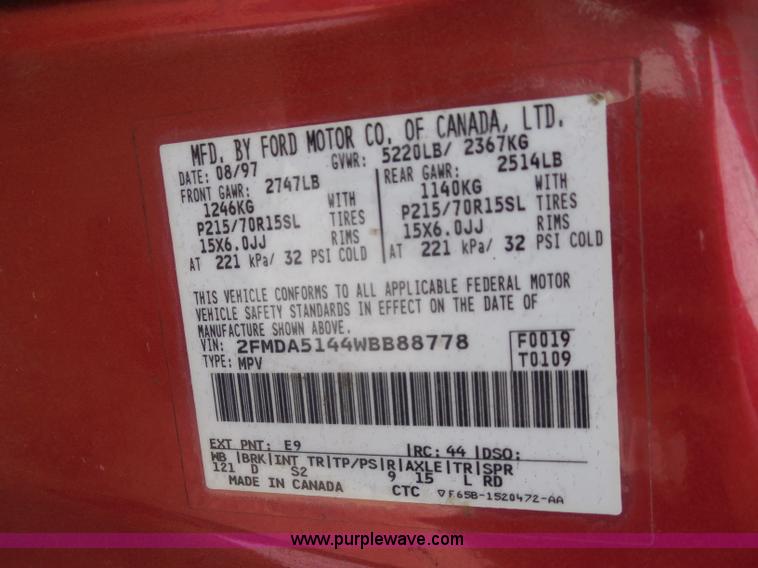 MFD. BY FORD MOTOR CO. OF CANADA, LTD.
DATE: 08/97 GVWR: 5220LB/ 2367KG
FRONT GAWR: 2747LB REAR GAWR: 2514LB
1246KG WITH 1140KG WITH
P215/70R15SL TIRES P215/70R15SL TIRES
15X6.0JJ RIMS 15X6.0JJ RIMS
AT 221 kPa/ 32 PSI COLD AT 221 kPa/ 32 PSI COLD
THIS VEHICLE CONFORMS TO ALL APPLICABLE FEDERAL MOTOR
VEHICLE SAFETY STANDARDS IN EFFECT ON THE DATE OF
MANUFACTURE SHOWN ABOVE.
VIN: 2FMDA5144WBB88778 F0019
TYPE: MPV T0109
EXT PNT: E9 RC: 44 DSO:
WB BRK INT TR TP/PS R AXLE TR SPR
121 D S2 9 15 L RD
MADE IN CANADA CTC F65B-1520472-AA
www.purplewave.com